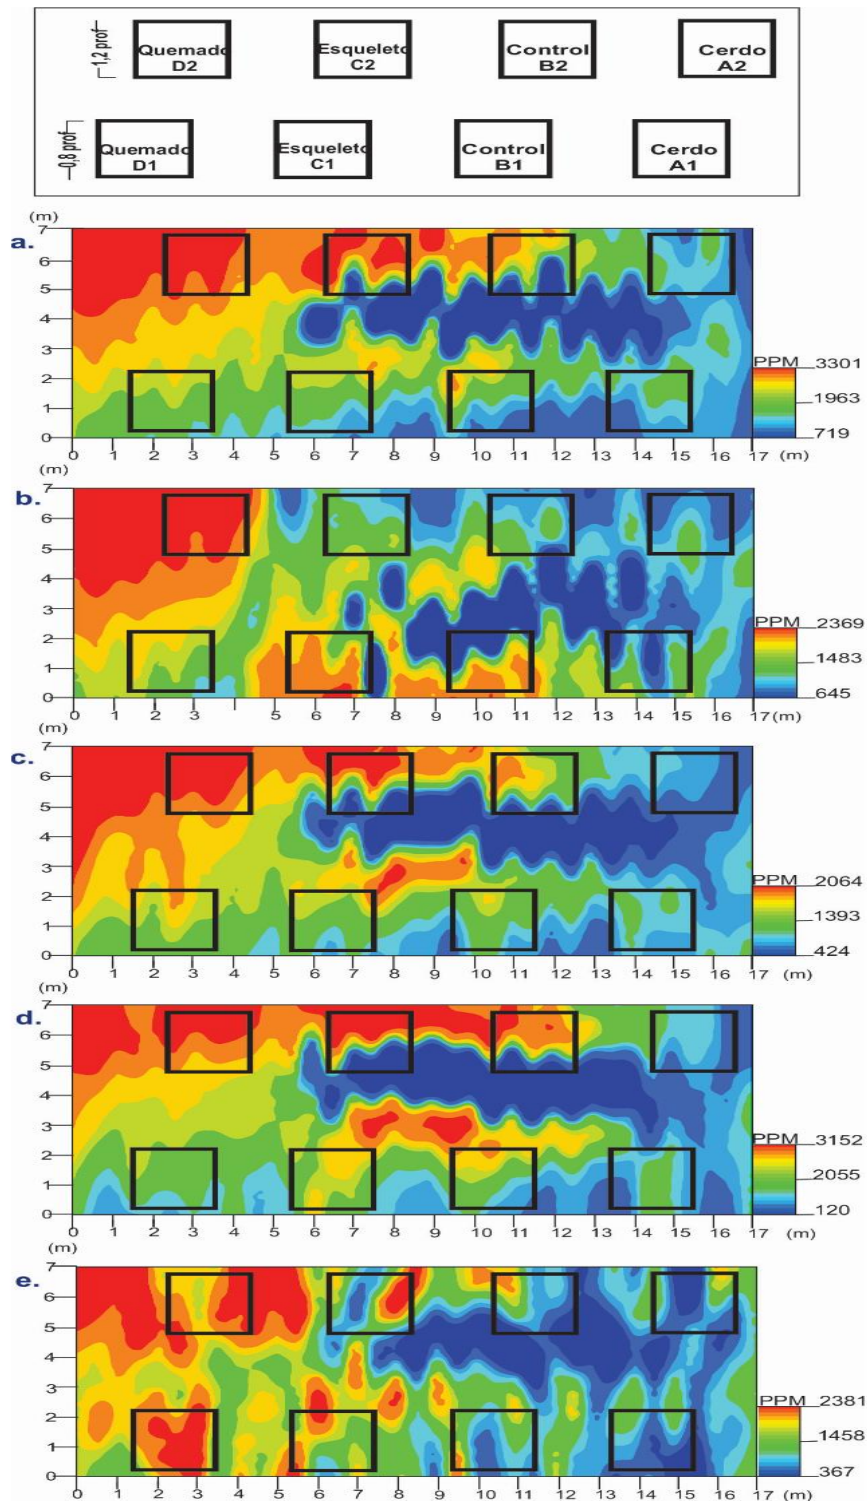 1,2 prof
Quemado D2
Esqueleto C2
Control B2
Cerdo A2
0,8 prof
Quemado D1
Esqueleto C1
Control B1
Cerdo A1
(m)
a.
7
6
5
4
3
2
1
0
PPM 3301
1963
719
0 1 2 3 4 5 6 7 8 9 10 11 12 13 14 15 16 17 (m)
(m)
b.
7
6
5
4
3
2
1
0
PPM 2369
1483
645
0 1 2 3 5 6 7 8 9 10 11 12 13 14 15 16 17 (m)
(m)
c.
7
6
5
4
3
2
1
0
PPM 2064
1393
424
0 1 2 3 4 5 6 7 8 9 10 11 12 13 14 15 16 17 (m)
(m)
d.
7
6
5
4
3
2
1
0
PPM 3152
2055
120
0 1 2 3 4 5 6 7 8 9 10 11 12 13 14 15 16 17 (m)
(m)
e.
7
6
5
4
3
2
1
0
PPM 2381
1458
367
0 1 2 3 4 5 6 7 8 9 10 11 12 13 14 15 16 17 (m)